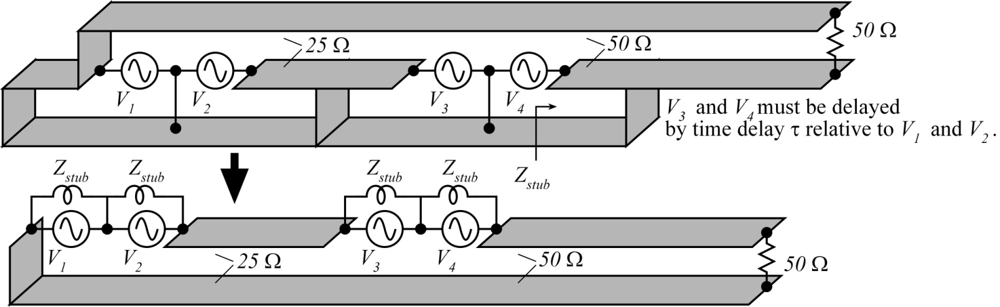 25 Ω
50 Ω
50 Ω
V1
V2
V3
V4
V3 and V4 must be delayed
by time delay τ relative to V1 and V2.
Zstub
Zstub
Zstub
Zstub
Zstub
V1
V2
25 Ω
V3
V4
50 Ω
50 Ω